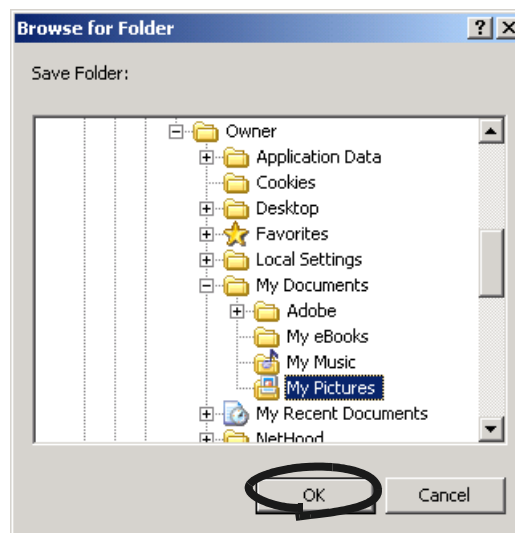 Browse for Folder
Save Folder:
Owner
Application Data
Cookies
Desktop
Favorites
Local Settings
My Documents
Adobe
My eBooks
My Music
My Pictures
My Recent Documents
NetHood
OK Cancel